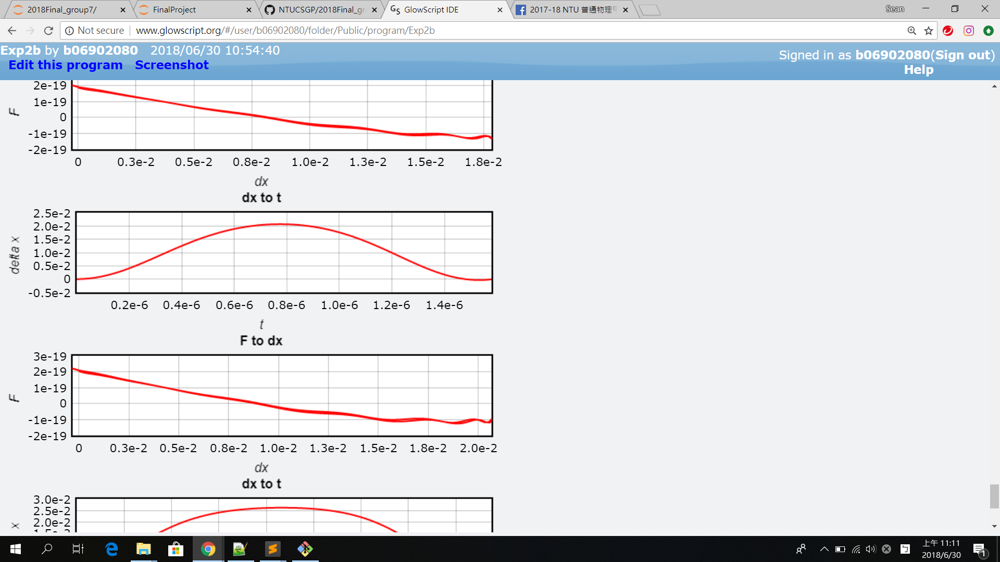 2018Final_group7/
FinalProject
NTUCSGP/2018Final_gr
GlowScript IDE
2017-18 NTU 普通物理甲
Sean
Not secure
www.glowscript.org/#/user/b06902080/folder/Public/program/Exp2b
Exp2b by b06902080 2018/06/30 10:54:40
Edit this program Screenshot
Signed in as b06902080(Sign out)
Help
2e-19
1e-19
0
-1e-19
-2e-19
F
0 0.3e-2 0.5e-2 0.8e-2 1.0e-2 1.3e-2 1.5e-2 1.8e-2
dx
dx to t
2.5e-2
2.0e-2
1.5e-2
1.0e-2
0.5e-2
0
-0.5e-2
delta x
0.2e-6 0.4e-6 0.6e-6 0.8e-6 1.0e-6 1.2e-6 1.4e-6
t
F to dx
3e-19
2e-19
1e-19
0
-1e-19
-2e-19
F
0 0.3e-2 0.5e-2 0.8e-2 1.0e-2 1.3e-2 1.5e-2 1.8e-2 2.0e-2
dx
dx to t
3.0e-2
2.5e-2
2.0e-2
x
上午 11:11
2018/6/30
1